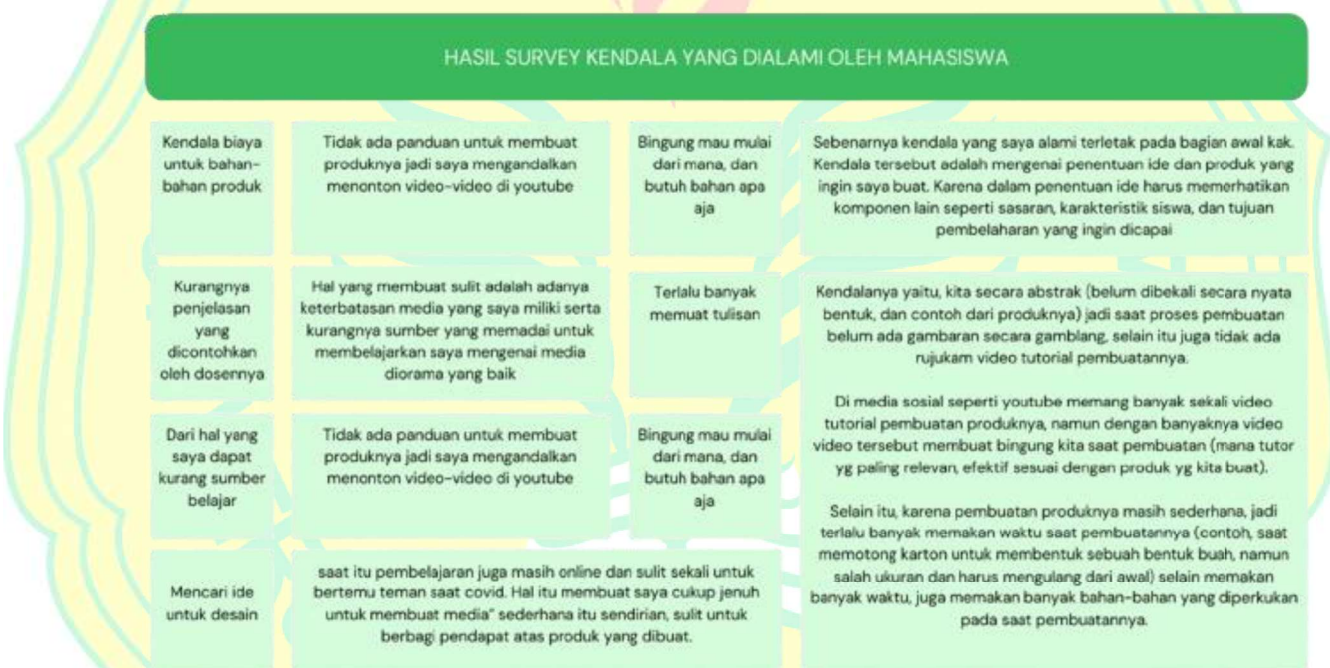 HASIL SURVEY KENDALA YANG DIALAMI OLEH MAHASISWA
Kendala biaya
untuk bahan-
bahan produk
Tidak ada panduan untuk membuat
produknya jadi saya mengandalkan
menonton video-video di youtube
Bingung mau mulai
dari mana, dan
butuh bahan apa
aja
Sebenarnya kendala yang saya alami terletak pada bagian awal kak.
Kendala tersebut adalah mengenai penentuan ide dan produk yang
ingin saya buat. Karena dalam penentuan ide harus memerhatikan
komponen lain seperti sasaran, karakteristik siswa, dan tujuan
pembelaharan yang ingin dicapai
Kurangnya
penjelasan
yang
dicontohkan
oleh dosennya
Hal yang membuat sulit adalah adanya
keterbatasan media yang saya miliki serta
kurangnya sumber yang memadai untuk
membelajarkan saya mengenai media
diorama yang baik
Terlalu banyak
memuat tulisan
Kendalanya yaitu, kita secara abstrak (belum dibekali secara nyata
bentuk, dan contoh dari produknya) jadi saat proses pembuatan
belum ada gambaran secara gamblang, selain itu juga tidak ada
rujukam video tutorial pembuatannya.
Di media sosial seperti youtube memang banyak sekali video
tutorial pembuatan produknya, namun dengan banyaknya video
video tersebut membuat bingung kita saat pembuatan (mana tutor
yg paling relevan, efektif sesuai dengan produk yg kita buat).
Selain itu, karena pembuatan produknya masih sederhana, jadi
terlalu banyak memakan waktu saat pembuatannya (contoh, saat
memotong karton untuk membentuk sebuah bentuk buah, namun
salah ukuran dan harus mengulang dari awal) selain memakan
banyak waktu, juga memakan banyak bahan-bahan yang diperkukan
pada saat pembuatannya.
Dari hal yang
saya dapat
kurang sumber
belajar
Tidak ada panduan untuk membuat
produknya jadi saya mengandalkan
menonton video-video di youtube
Bingung mau mulai
dari mana, dan
butuh bahan apa
aja
Mencari ide
untuk desain
saat itu pembelajaran juga masih online dan sulit sekali untuk
bertemu teman saat covid. Hal itu membuat saya cukup jenuh
untuk membuat media" sederhana itu sendirian, sulit untuk
berbagi pendapat atas produk yang dibuat.